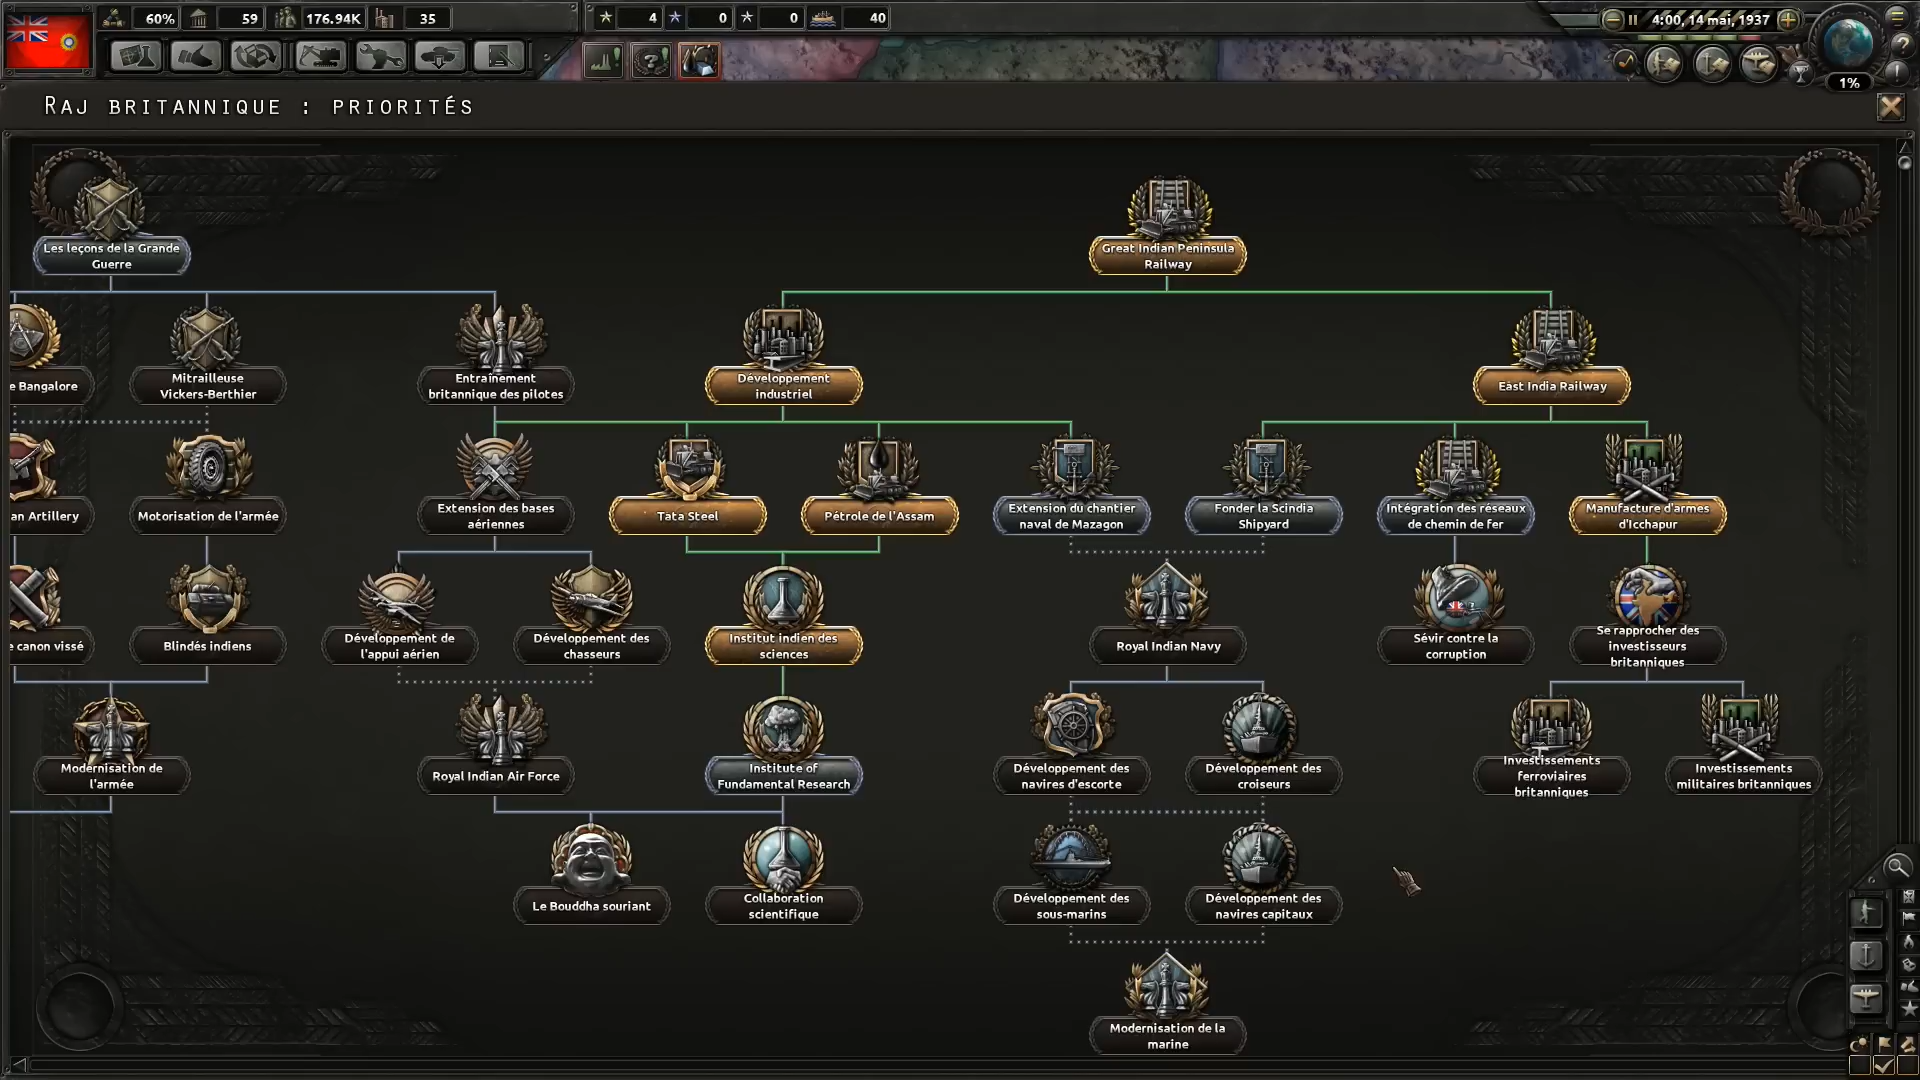 60%
59
176.94K
35
4
0
0
40
4:00, 14 mai, 1937
1%
Raj britannique : priorités
Les leçons de la Grande
Guerre
Great Indian Peninsula
Railway
e Bangalore
Mitrailleuse
Vickers-Berthier
Entraînement
britannique des pilotes
Développement
industriel
East India Railway
an Artillery
Motorisation de l'armée
Extension des bases
aériennes
Tata Steel
Pétrole de l'Assam
Extension du chantier
naval de Mazagon
Fonder la Scindia
Shipyard
Intégration des réseaux
de chemin de fer
Manufacture d'armes
d'Icchapur
e canon vissé
Blindés indiens
Développement de
l'appui aérien
Développement des
chasseurs
Institut indien des
sciences
Royal Indian Navy
Sévir contre la
corruption
Se rapprocher des
investisseurs
britanniques
Modernisation de
l'armée
Royal Indian Air Force
Institute of
Fundamental Research
Développement des
navires d'escorte
Développement des
croiseurs
Investissements
ferroviaires
britanniques
Investissements
militaires britanniques
Le Bouddha souriant
Collaboration
scientifique
Développement des
sous-marins
Développement des
navires capitaux
Modernisation de la
marine